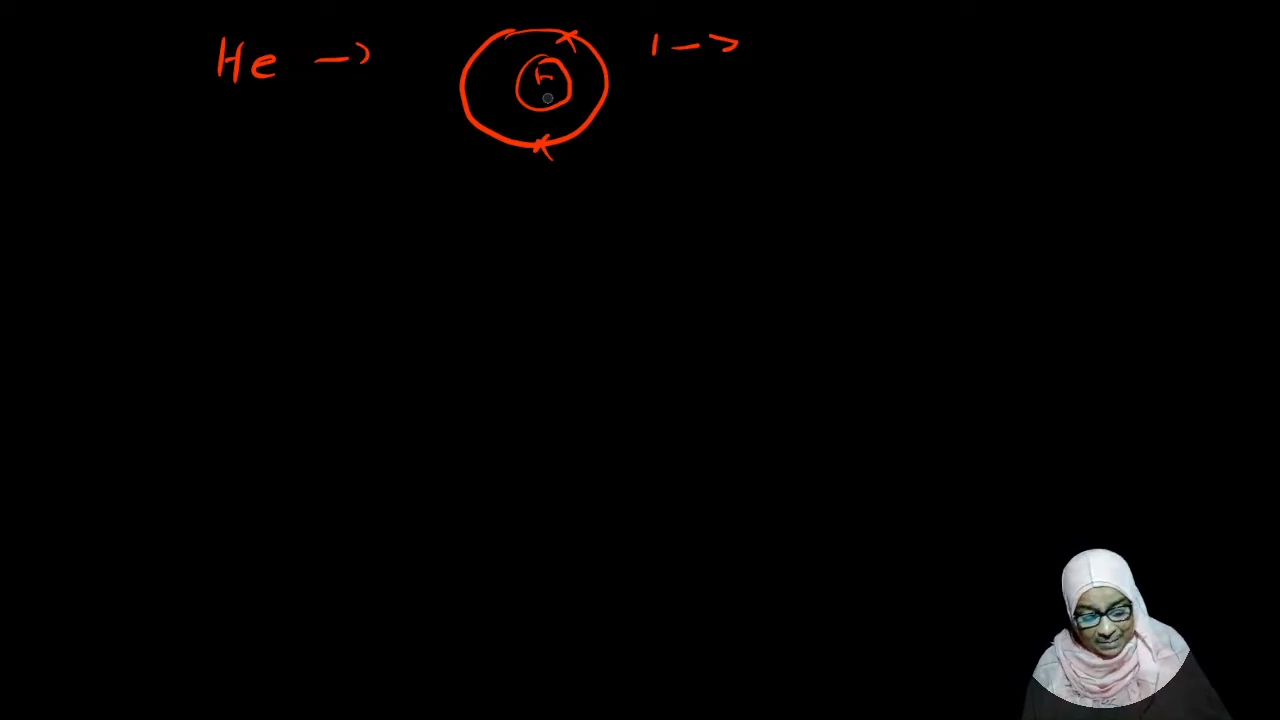 He → 1 →